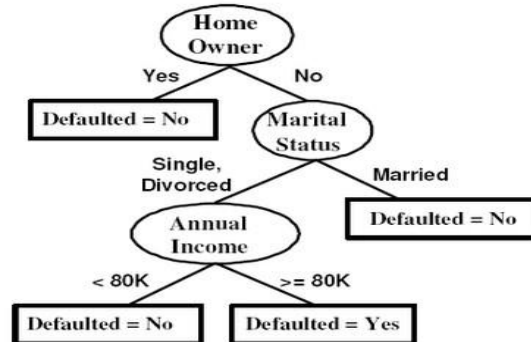 Home
Owner
Yes
No
Defaulted = No
Marital
Status
Single,
Divorced
Married
Annual
Income
Defaulted = No
< 80K
>= 80K
Defaulted = No
Defaulted = Yes